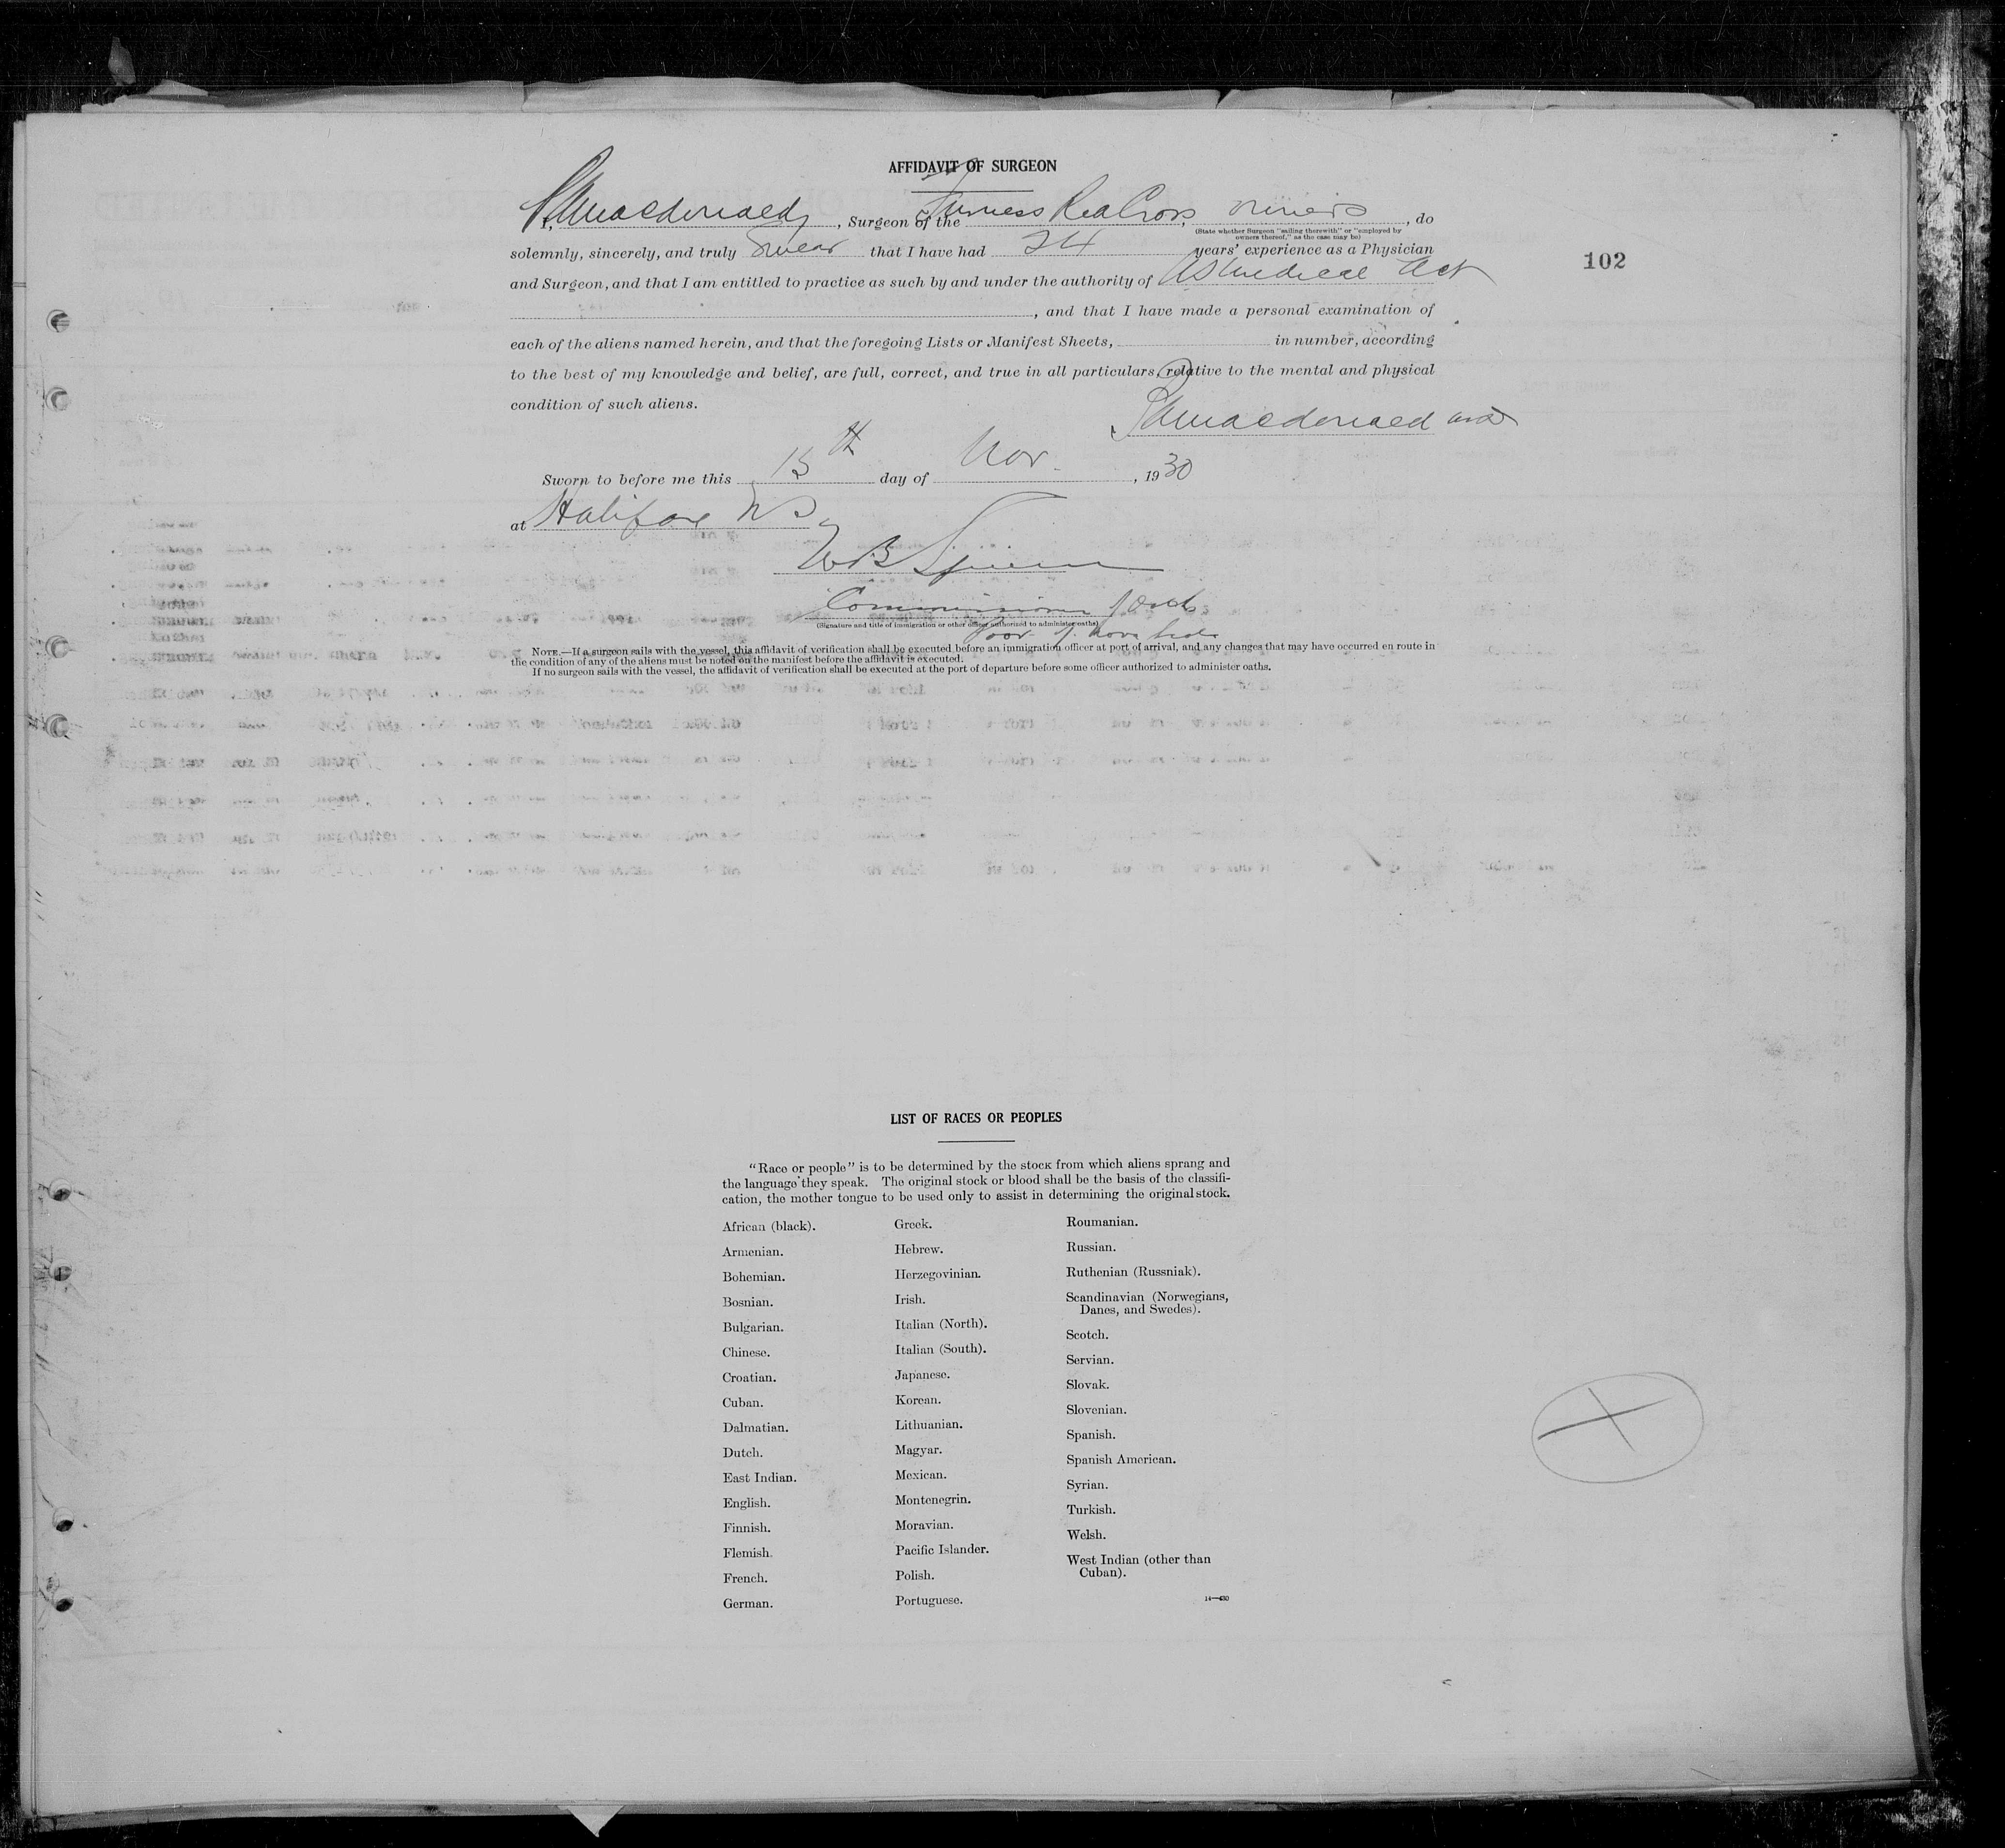 AFFIDAVIT OF SURGEON
I, Macdonald, Surgeon of the Furness Red Cross owners, do
(State whether Surgeon "sailing therewith" or "employed by
owners thereof," as the case may be)
solemnly, sincerely, and truly Swear that I have had 24 years' experience as a Physician
102
and Surgeon, and that I am entitled to practice as such by and under the authority of Medical Act
, and that I have made a personal examination of
each of the aliens named herein, and that the foregoing Lists or Manifest Sheets, in number, according
to the best of my knowledge and belief, are full, correct, and true in all particulars, relative to the mental and physical
condition of such aliens.
Macdonald
Sworn to before me this 15th day of Nov., 1930
at Halifax NS
W B
Commissioner of Oaths
(Signature and title of immigration or other officer authorized to administer oaths)
Prov. of Nova Scotia
NOTE.—If a surgeon sails with the vessel, this affidavit of verification shall be executed before an immigration officer at port of arrival, and any changes that may have occurred en route in
the condition of any of the aliens must be noted on the manifest before the affidavit is executed.
If no surgeon sails with the vessel, the affidavit of verification shall be executed at the port of departure before some officer authorized to administer oaths.
LIST OF RACES OR PEOPLES
"Race or people" is to be determined by the stock from which aliens sprang and
the language they speak. The original stock or blood shall be the basis of the classifi-
cation, the mother tongue to be used only to assist in determining the original stock.
African (black).
Armenian.
Bohemian.
Bosnian.
Bulgarian.
Chinese.
Croatian.
Cuban.
Dalmatian.
Dutch.
East Indian.
English.
Finnish.
Flemish.
French.
German.
Greek.
Hebrew.
Herzegovinian.
Irish.
Italian (North).
Italian (South).
Japanese.
Korean.
Lithuanian.
Magyar.
Mexican.
Montenegrin.
Moravian.
Pacific Islander.
Polish.
Portuguese.
Roumanian.
Russian.
Ruthenian (Russniak).
Scandinavian (Norwegians,
Danes, and Swedes).
Scotch.
Servian.
Slovak.
Slovenian.
Spanish.
Spanish American.
Syrian.
Turkish.
Welsh.
West Indian (other than
Cuban).
14—430